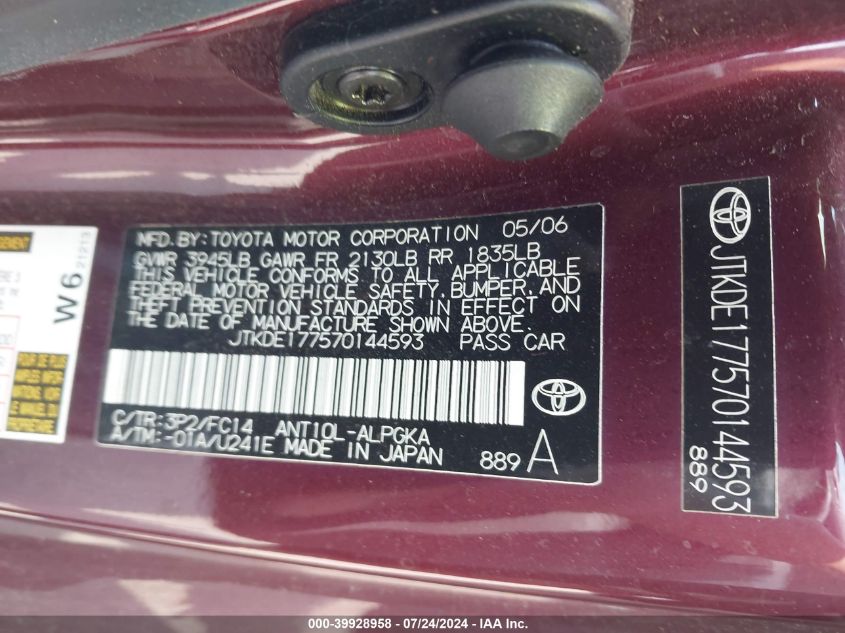 MFD.BY:TOYOTA MOTOR CORPORATION 05/06
GVWR 3945LB GAWR FR 2130LB RR 1835LB
THIS VEHICLE CONFORMS TO ALL APPLICABLE
FEDERAL MOTOR VEHICLE SAFETY, BUMPER, AND
THEFT PREVENTION STANDARDS IN EFFECT ON
THE DATE OF MANUFACTURE SHOWN ABOVE.
JTKDE177570144593 PASS CAR
C/TR:3P2/FC14 ANT10L-ALPGKA
A/TM:-01A/U241E MADE IN JAPAN
889 A
JTKDE177570144593
889
W6
TOUR DE PLUS
000-39928958 / 07/24/2024 - IAA Inc.